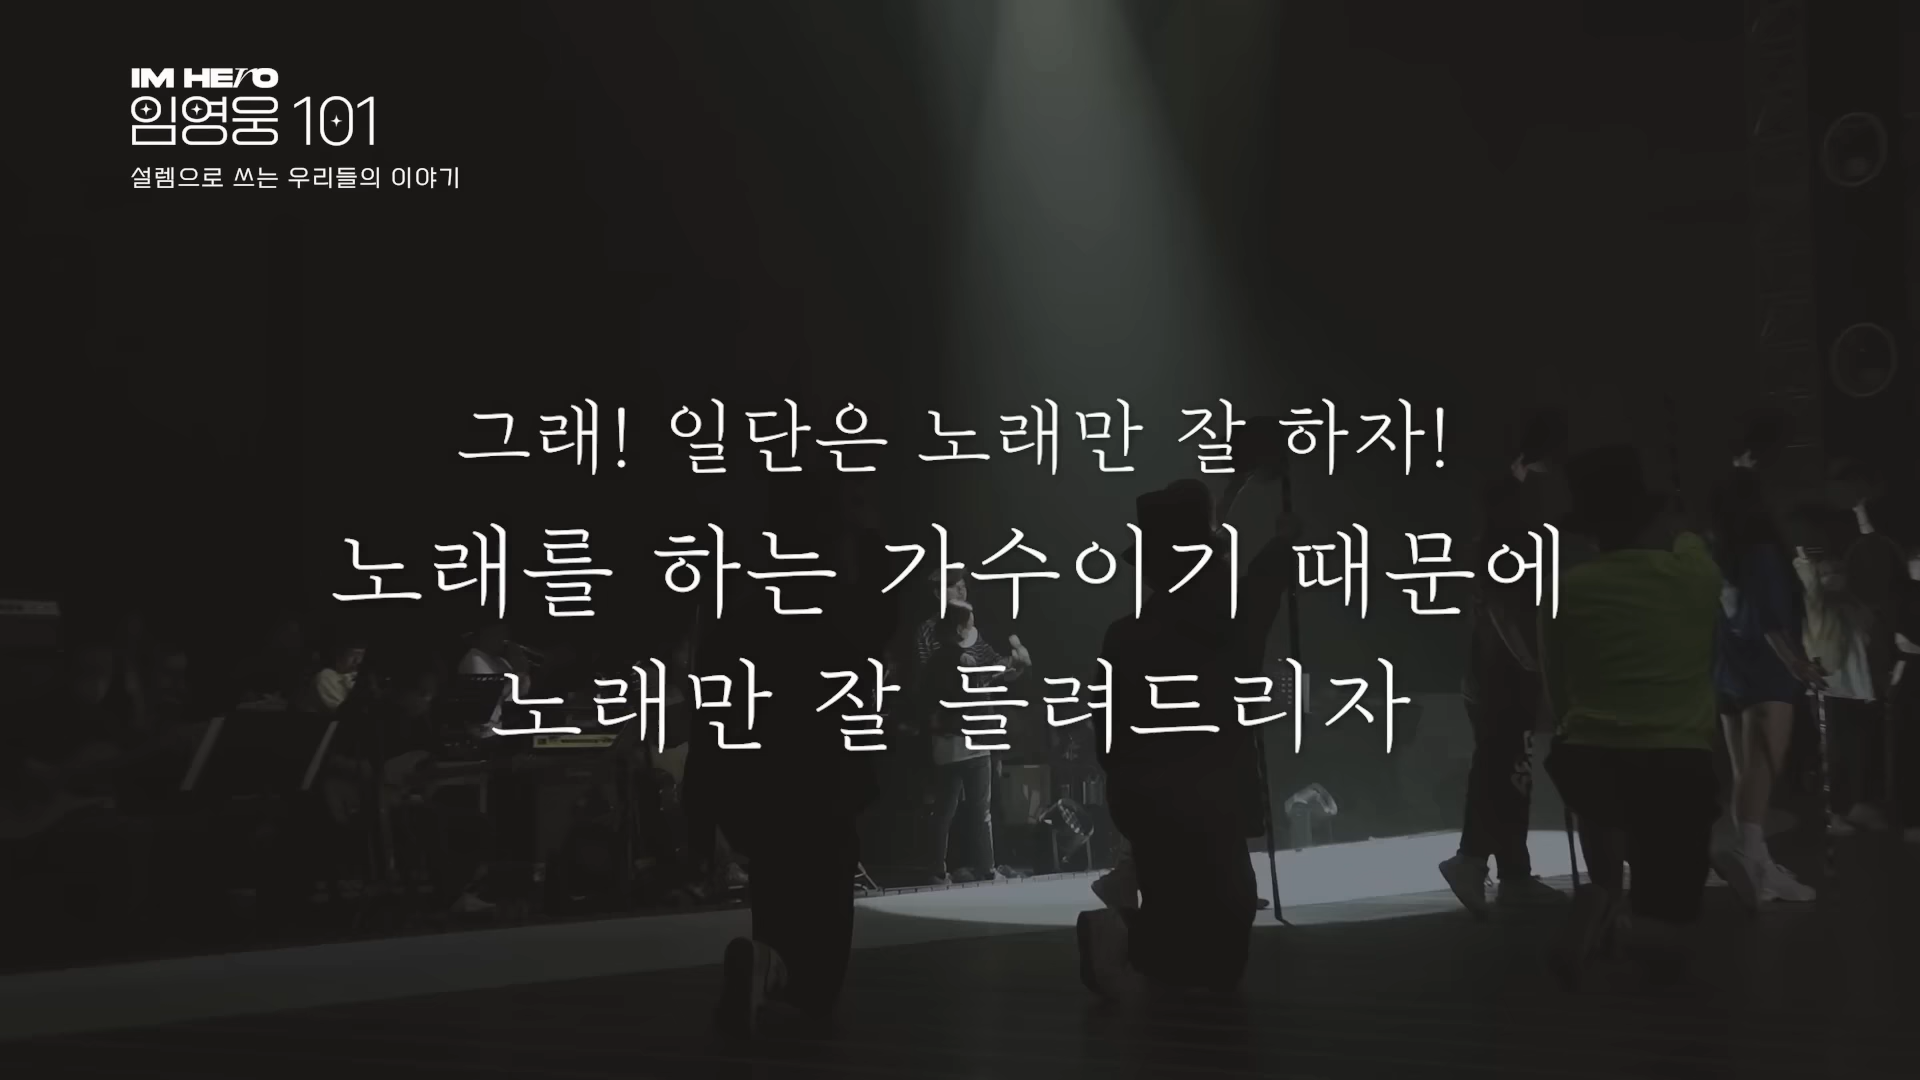 IM HERO
임영웅 101
설렘으로 쓰는 우리들의 이야기
그래! 일단은 노래만 잘 하자!
노래를 하는 가수이기 때문에
노래만 잘 들려드리자